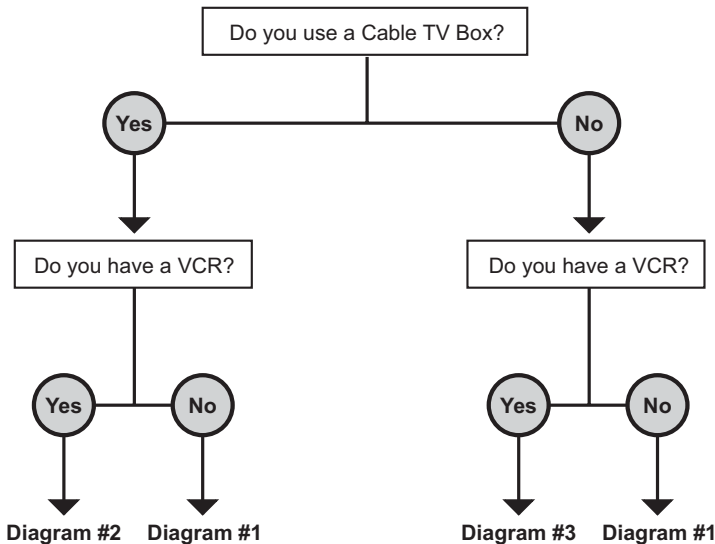 Do you use a Cable TV Box?
Yes
No
Do you have a VCR?
Do you have a VCR?
Yes
No
Yes
No
Diagram #2
Diagram #1
Diagram #3
Diagram #1